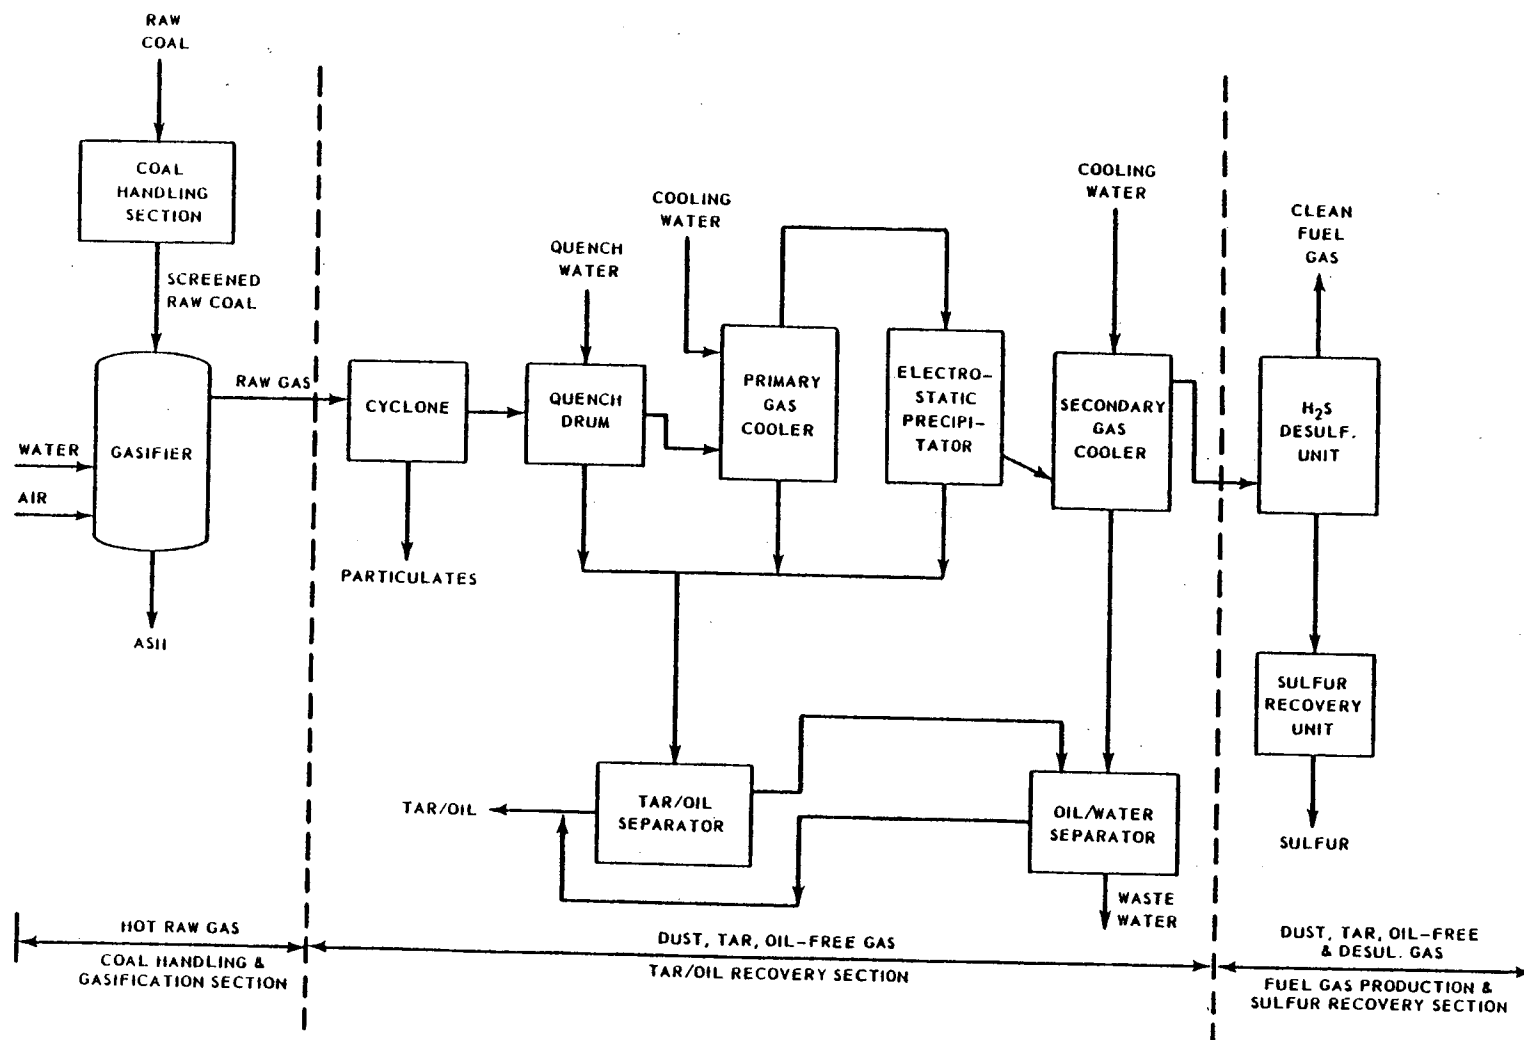 RAW
COAL
COAL
HANDLING
SECTION
SCREENED
RAW COAL
GASIFIER
WATER
AIR
ASH
RAW GAS
CYCLONE
PARTICULATES
QUENCH
WATER
QUENCH
DRUM
COOLING
WATER
PRIMARY
GAS
COOLER
ELECTRO-
STATIC
PRECIPI-
TATOR
COOLING
WATER
SECONDARY
GAS
COOLER
CLEAN
FUEL
GAS
H₂S
DESULF.
UNIT
SULFUR
RECOVERY
UNIT
SULFUR
TAR/OIL
TAR/OIL
SEPARATOR
OIL/WATER
SEPARATOR
WASTE
WATER
HOT RAW GAS
COAL HANDLING &
GASIFICATION SECTION
DUST, TAR, OIL-FREE GAS
TAR/OIL RECOVERY SECTION
DUST, TAR, OIL-FREE
& DESUL. GAS
FUEL GAS PRODUCTION &
SULFUR RECOVERY SECTION